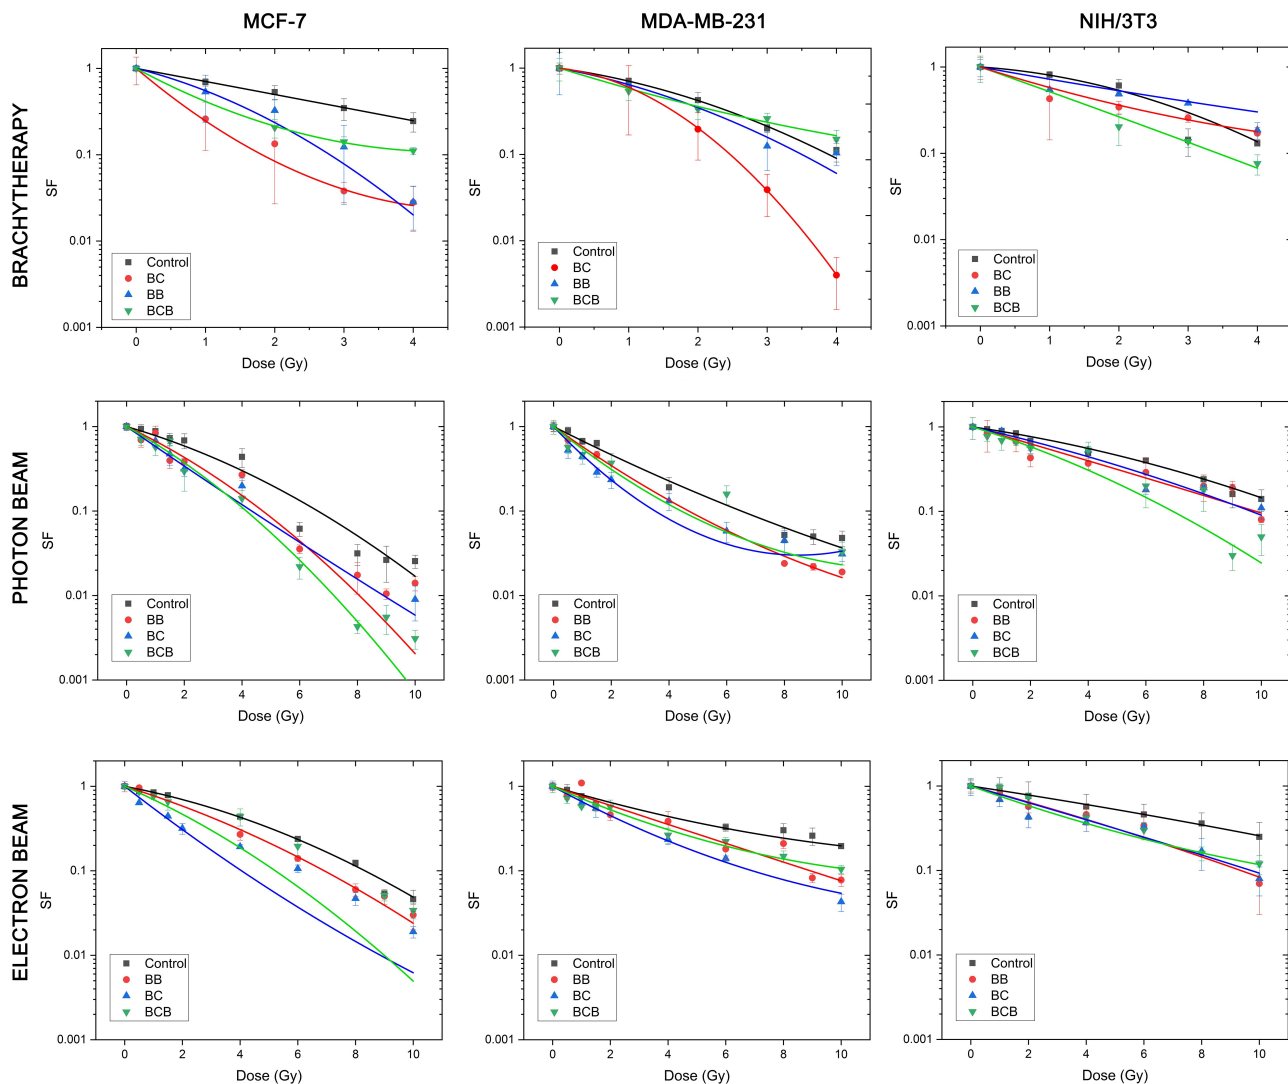 MCF-7
MDA-MB-231
NIH/3T3
BRACHYTHERAPY
SF
1
0.1
0.01
0.001
0 1 2 3 4
Dose (Gy)
Control
BC
BB
BCB
SF
1
0.1
0.01
0.001
0 1 2 3 4
Dose (Gy)
Control
BC
BB
BCB
SF
1
0.1
0.01
0.001
0 1 2 3 4
Dose (Gy)
Control
BC
BB
BCB
PHOTON BEAM
SF
1
0.1
0.01
0.001
0 2 4 6 8 10
Dose (Gy)
Control
BB
BC
BCB
SF
1
0.1
0.01
0.001
0 2 4 6 8 10
Dose (Gy)
Control
BB
BC
BCB
SF
1
0.1
0.01
0.001
0 2 4 6 8 10
Dose (Gy)
Control
BB
BC
BCB
ELECTRON BEAM
SF
1
0.1
0.01
0.001
0 2 4 6 8 10
Dose (Gy)
Control
BB
BC
BCB
SF
1
0.1
0.01
0.001
0 2 4 6 8 10
Dose (Gy)
Control
BB
BC
BCB
SF
1
0.1
0.01
0.001
0 2 4 6 8 10
Dose (Gy)
Control
BB
BC
BCB